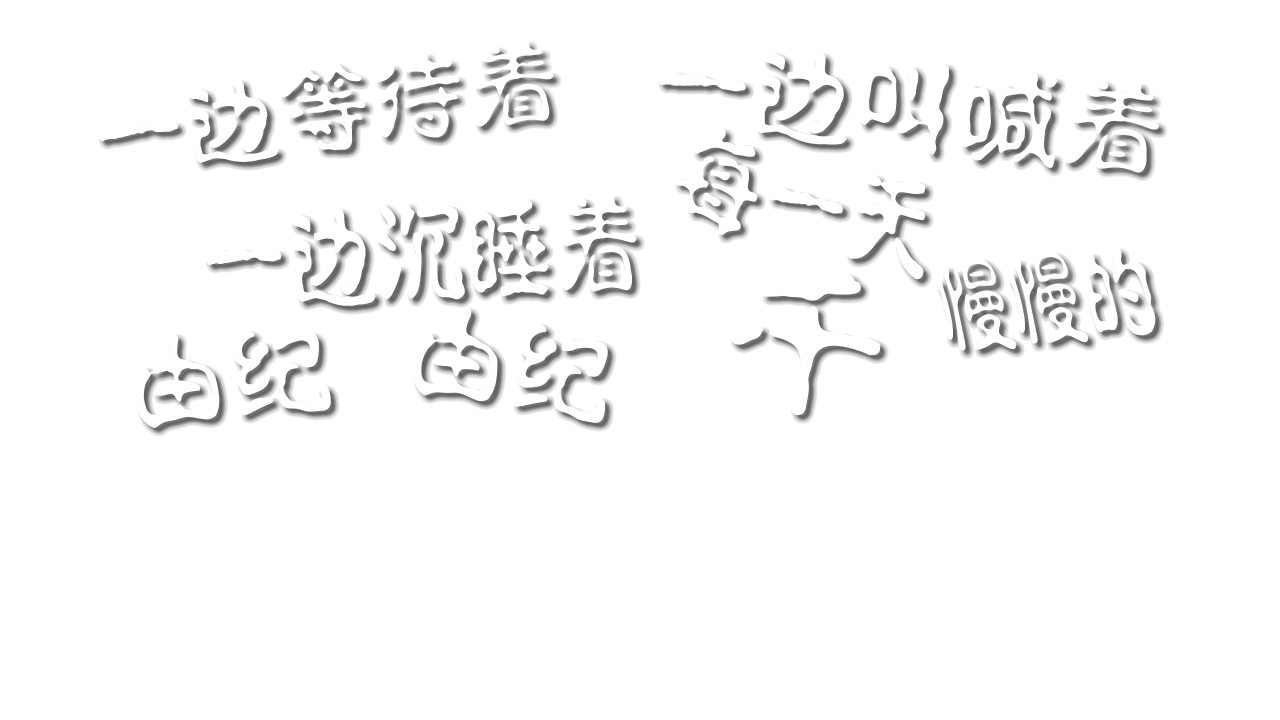 一边等待着
一边沉睡着
由纪 由纪
一边叫喊着
每一天
干
慢慢的